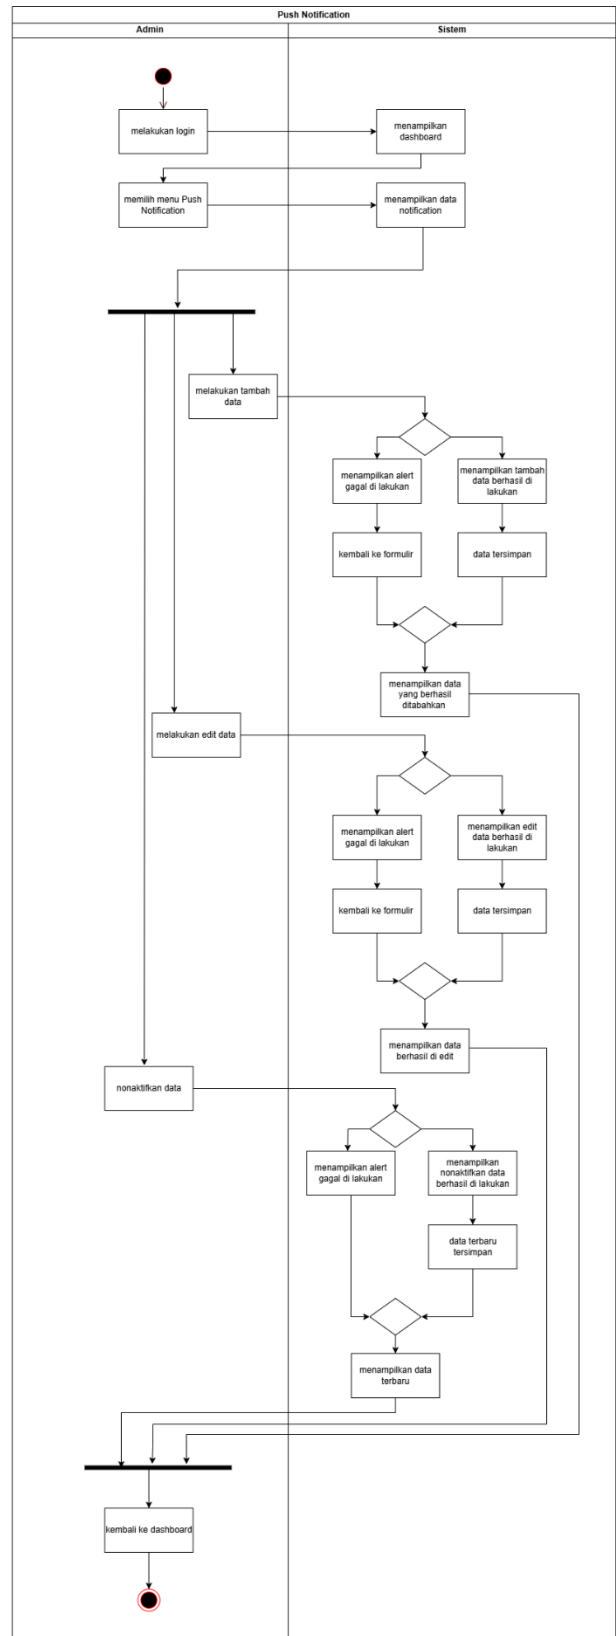 Push Notification
Admin
Sistem
melakukan login
menampilkan
dashboard
memilih menu Push
Notification
menampilkan data
notification
melakukan tambah
data
menampilkan alert
gagal di lakukan
menampilkan tambah
data berhasil di
lakukan
kembali ke formulir
data tersimpan
menampilkan data
yang berhasil
ditabahkan
melakukan edit data
menampilkan alert
gagal di lakukan
menampilkan edit
data berhasil di
lakukan
kembali ke formulir
data tersimpan
menampilkan data
berhasil di edit
nonaktifkan data
menampilkan alert
gagal di lakukan
menampilkan
nonaktifkan data
berhasil di lakukan
data terbaru
tersimpan
menampilkan data
terbaru
kembali ke dashboard